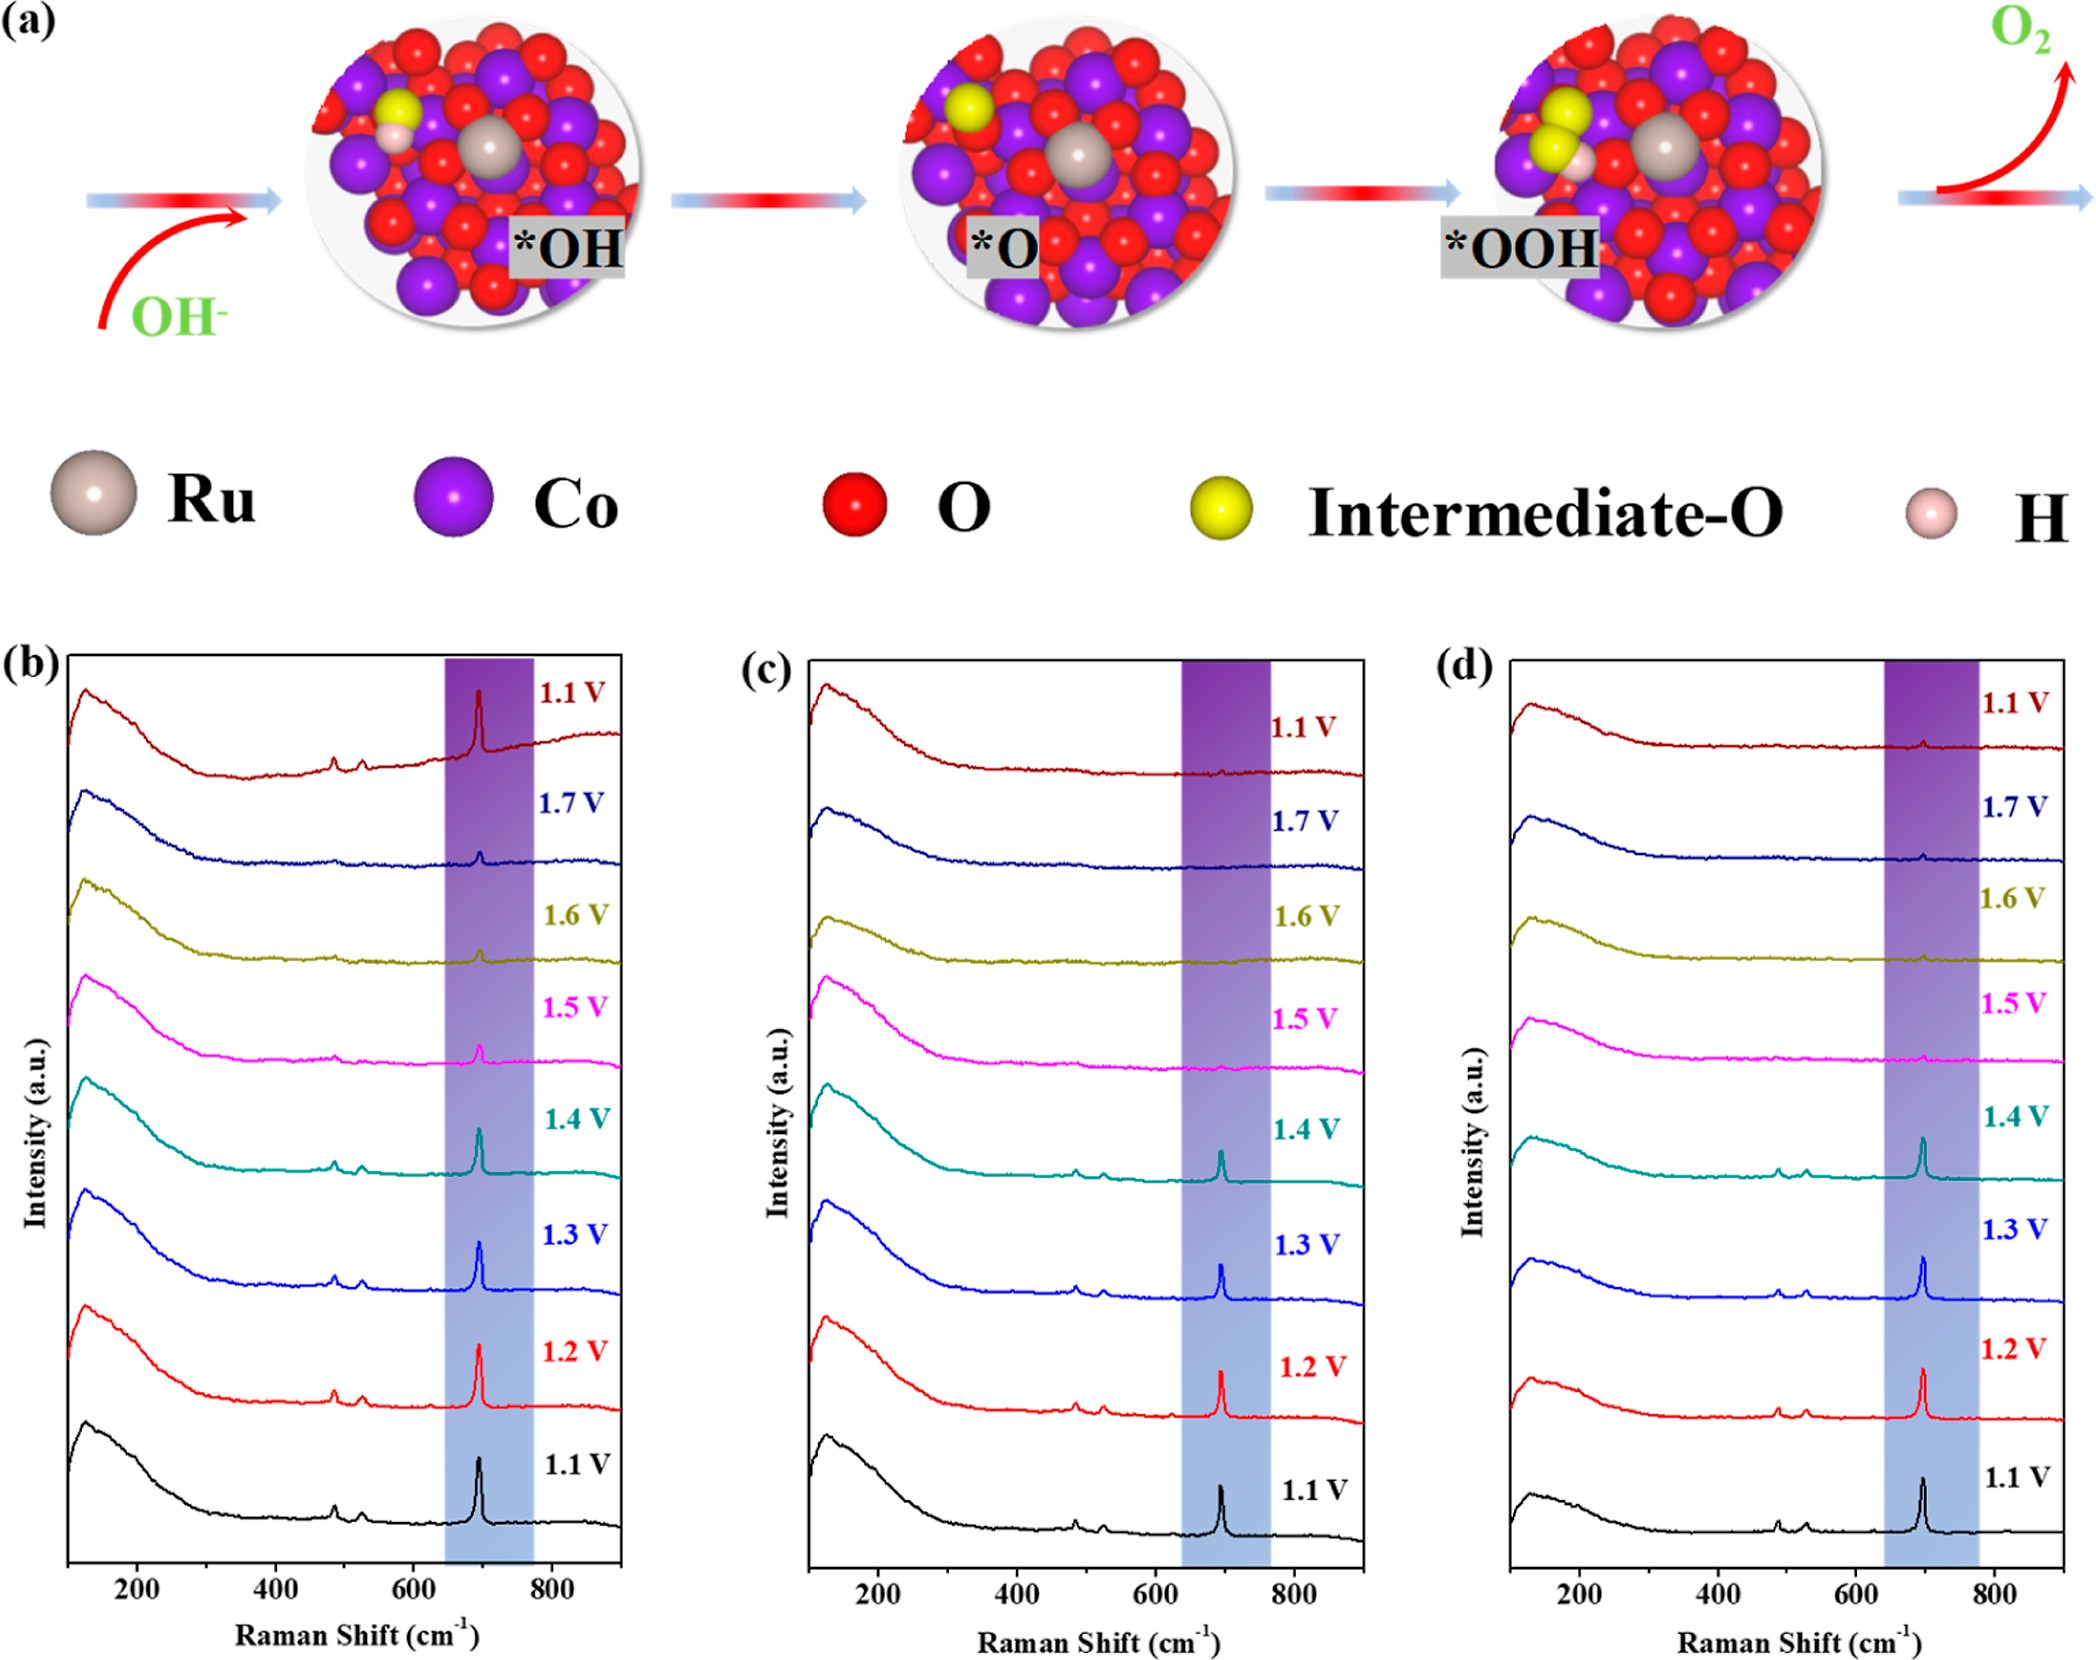 (a)
O2
*OH
*O
*OOH
OH-
Ru
Co
O
Intermediate-O
H
(b)
1.1 V
1.7 V
1.6 V
1.5 V
1.4 V
1.3 V
1.2 V
1.1 V
Intensity (a.u.)
200 400 600 800
Raman Shift (cm-1)
(c)
1.1 V
1.7 V
1.6 V
1.5 V
1.4 V
1.3 V
1.2 V
1.1 V
Intensity (a.u.)
200 400 600 800
Raman Shift (cm-1)
(d)
1.1 V
1.7 V
1.6 V
1.5 V
1.4 V
1.3 V
1.2 V
1.1 V
Intensity (a.u.)
200 400 600 800
Raman Shift (cm-1)